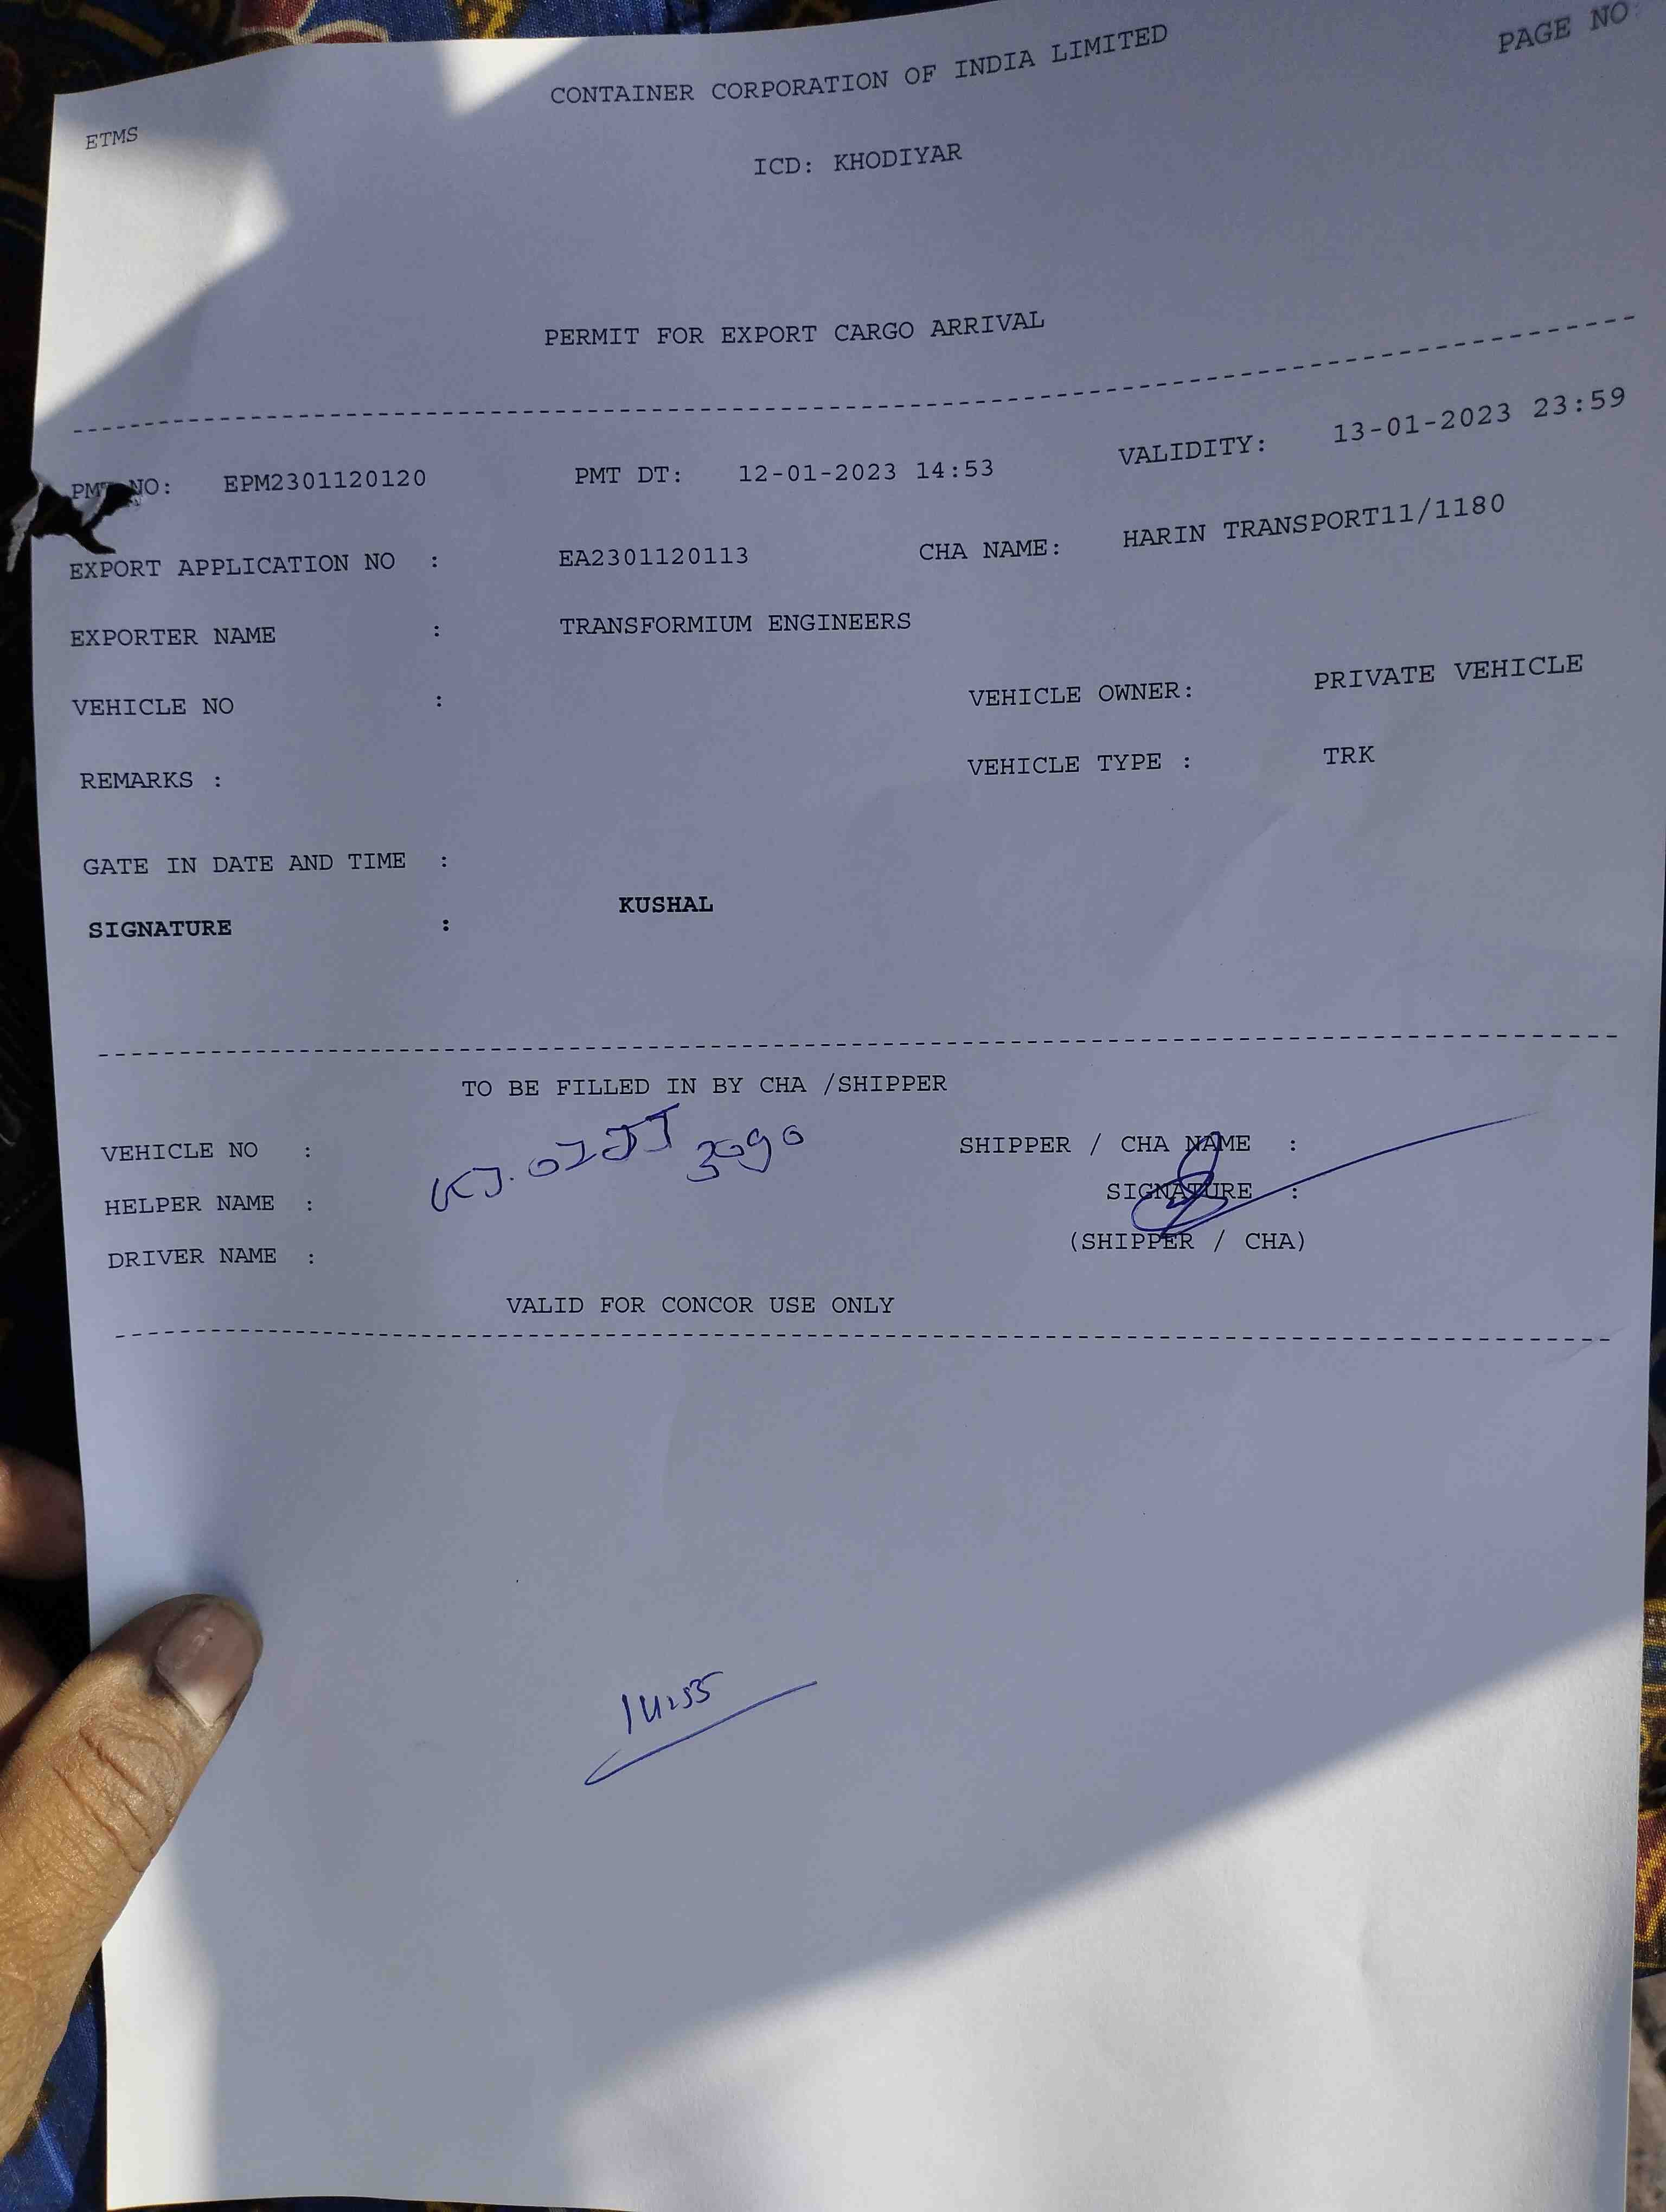 PAGE NO
CONTAINER CORPORATION OF INDIA LIMITED
ETMS
ICD: KHODIYAR
PERMIT FOR EXPORT CARGO ARRIVAL
PMT NO: EPM2301120120 PMT DT: 12-01-2023 14:53 VALIDITY: 13-01-2023 23:59
EXPORT APPLICATION NO : EA2301120113 CHA NAME: HARIN TRANSPORT11/1180
EXPORTER NAME : TRANSFORMIUM ENGINEERS
VEHICLE NO : VEHICLE OWNER: PRIVATE VEHICLE
REMARKS : VEHICLE TYPE : TRK
GATE IN DATE AND TIME :
SIGNATURE : KUSHAL
TO BE FILLED IN BY CHA /SHIPPER
VEHICLE NO : SHIPPER / CHA NAME :
3090
HELPER NAME : SIGNATURE :
DRIVER NAME : (SHIPPER / CHA)
VALID FOR CONCOR USE ONLY